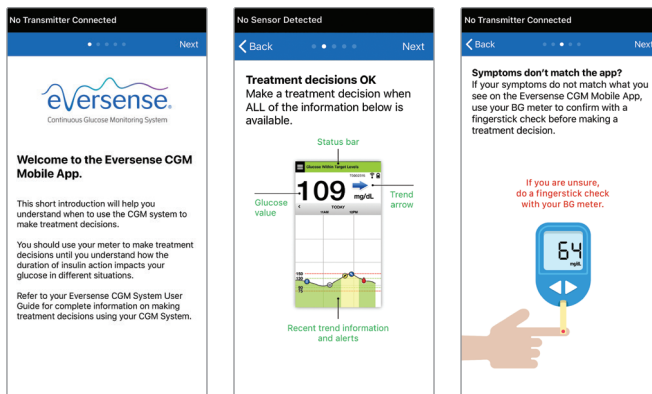 No Transmitter Connected
Next
eversense.
Continuous Glucose Monitoring System
Welcome to the Eversense CGM
Mobile App.
This short introduction will help you
understand when to use the CGM system to
make treatment decisions.
You should use your meter to make treatment
decisions until you understand how the
duration of insulin action impacts your
glucose in different situations.
Refer to your Eversense CGM System User
Guide for complete information on making
treatment decisions using your CGM System.
No Sensor Detected
Back
Next
Treatment decisions OK
Make a treatment decision when
ALL of the information below is
available.
Status bar
Glucose Within Target Levels
109
mg/dL
Glucose
value
Trend
arrow
TODAY
11AM 12PM
Recent trend information
and alerts
No Transmitter Connected
Back
Next
Symptoms don't match the app?
If your symptoms do not match what you
see on the Eversense CGM Mobile App,
use your BG meter to confirm with a
fingerstick check before making a
treatment decision.
If you are unsure,
do a fingerstick check
with your BG meter.
64
mg/dL